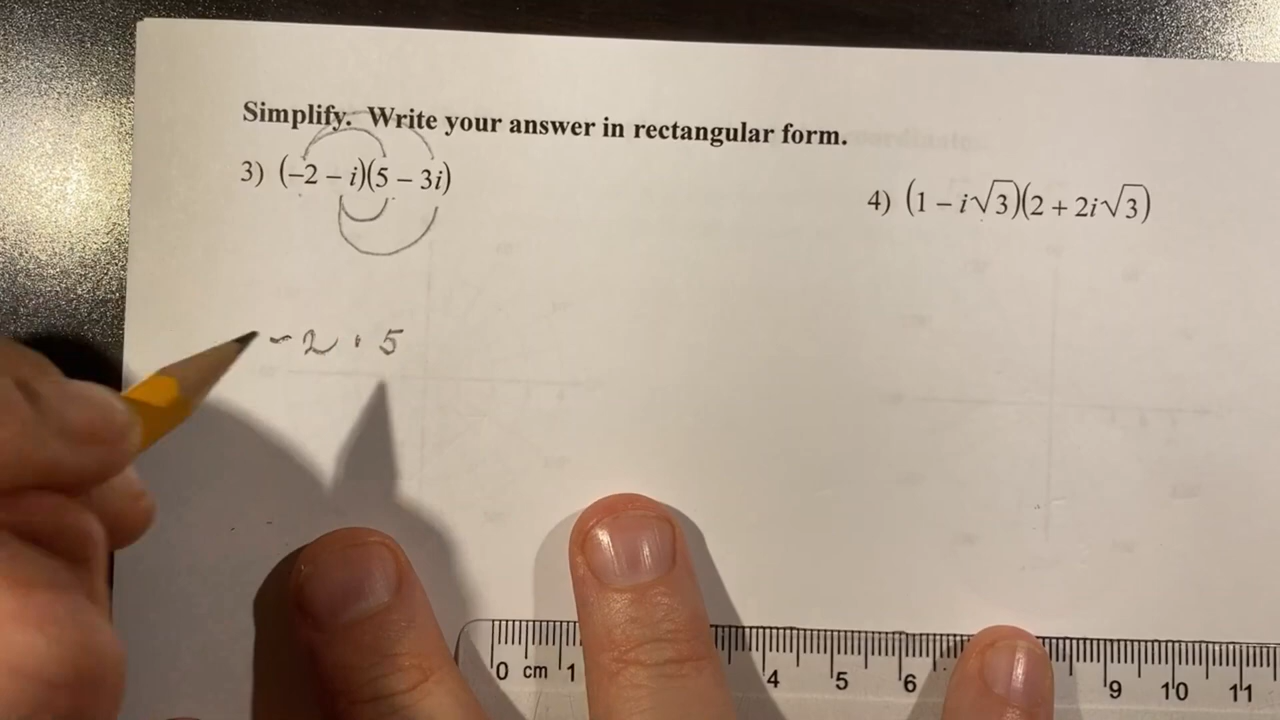 Simplify. Write your answer in rectangular form.
3) (–2 – i)(5 – 3i)
4) (1 – i√3)(2 + 2i√3)
-2 · 5
0 cm 1 4 5 6 9 10 11